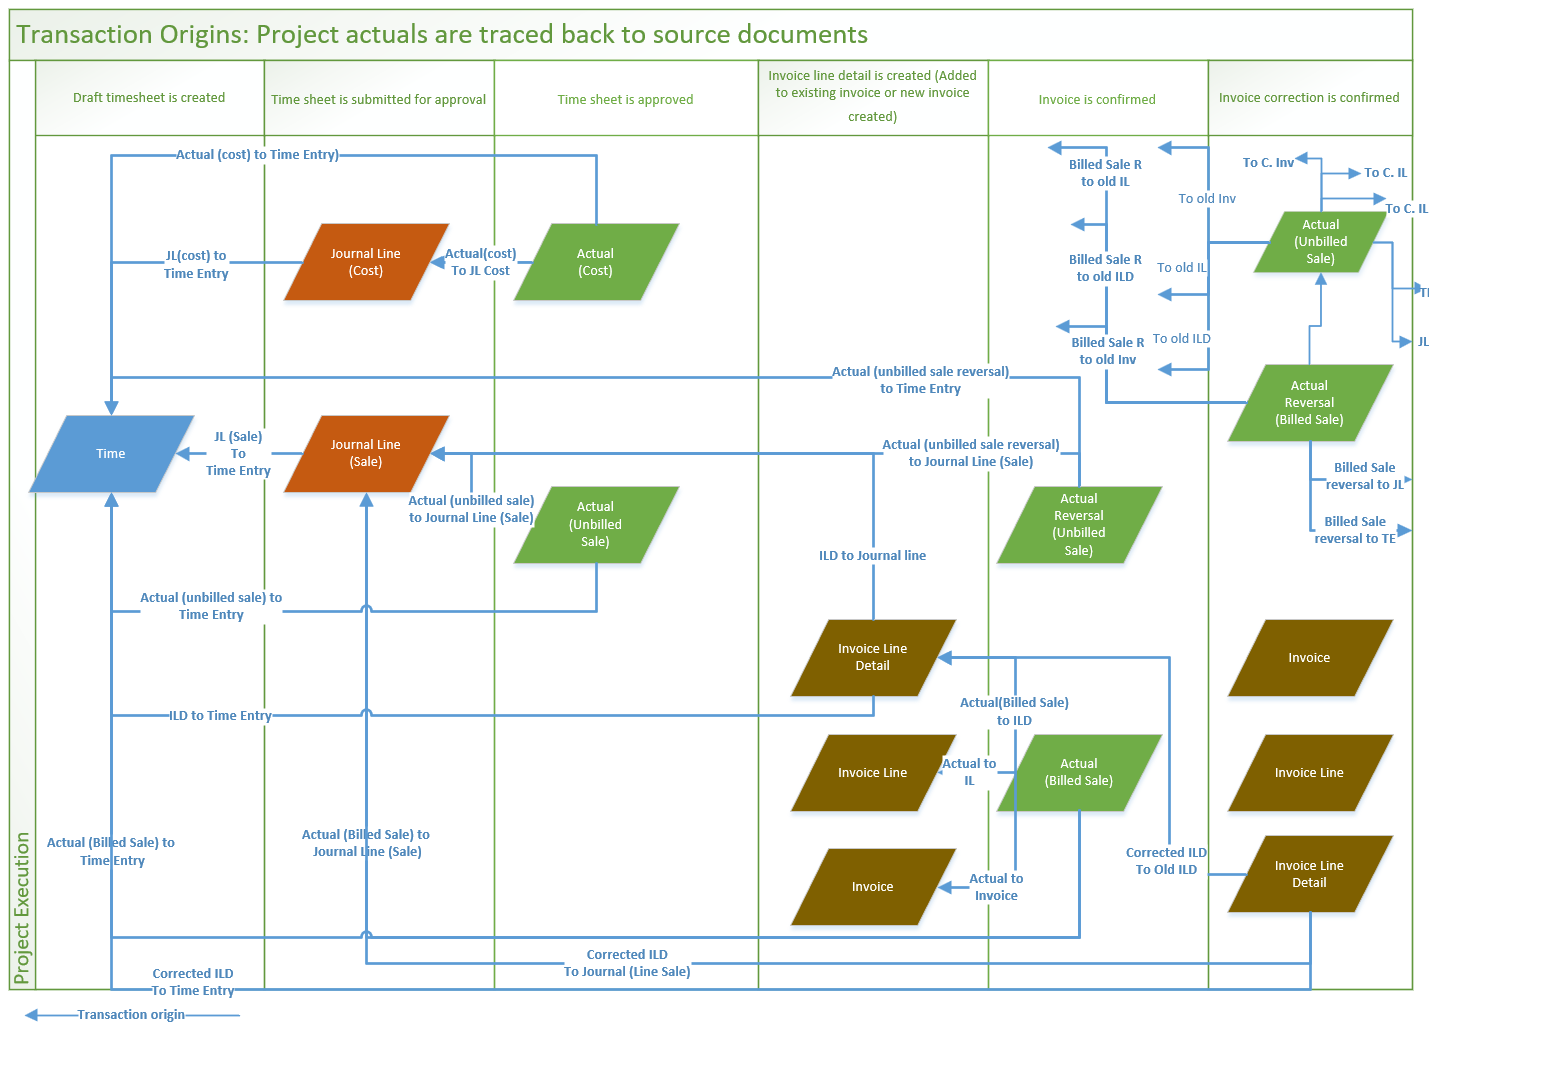 Transaction Origins: Project actuals are traced back to source documents
Draft timesheet is created
Time sheet is submitted for approval
Time sheet is approved
Invoice line detail is created (Added
to existing invoice or new invoice
created)
Invoice is confirmed
Invoice correction is confirmed
Project Execution
Actual (cost) to Time Entry)
JL(cost) to
Time Entry
Journal Line
(Cost)
Actual(cost)
To JL Cost
Actual
(Cost)
Billed Sale R
to old IL
Billed Sale R
to old ILD
Billed Sale R
to old Inv
To old Inv
To old IL
To old ILD
To C. Inv
To C. IL
To C. IL
Actual
(Unbilled
Sale)
TI
JL
Actual (unbilled sale reversal)
to Time Entry
Actual
Reversal
(Billed Sale)
Time
JL (Sale)
To
Time Entry
Journal Line
(Sale)
Actual (unbilled sale reversal)
to Journal Line (Sale)
Actual (unbilled sale)
to Journal Line (Sale)
Actual
(Unbilled
Sale)
Actual
Reversal
(Unbilled
Sale)
Billed Sale
reversal to JL
Billed Sale
reversal to TE
ILD to Journal line
Actual (unbilled sale) to
Time Entry
Invoice Line
Detail
Invoice
ILD to Time Entry
Actual(Billed Sale)
to ILD
Invoice Line
Actual to
IL
Actual
(Billed Sale)
Invoice Line
Actual (Billed Sale) to
Time Entry
Actual (Billed Sale) to
Journal Line (Sale)
Invoice
Actual to
Invoice
Corrected ILD
To Old ILD
Invoice Line
Detail
Corrected ILD
To Journal (Line Sale)
Corrected ILD
To Time Entry
Transaction origin